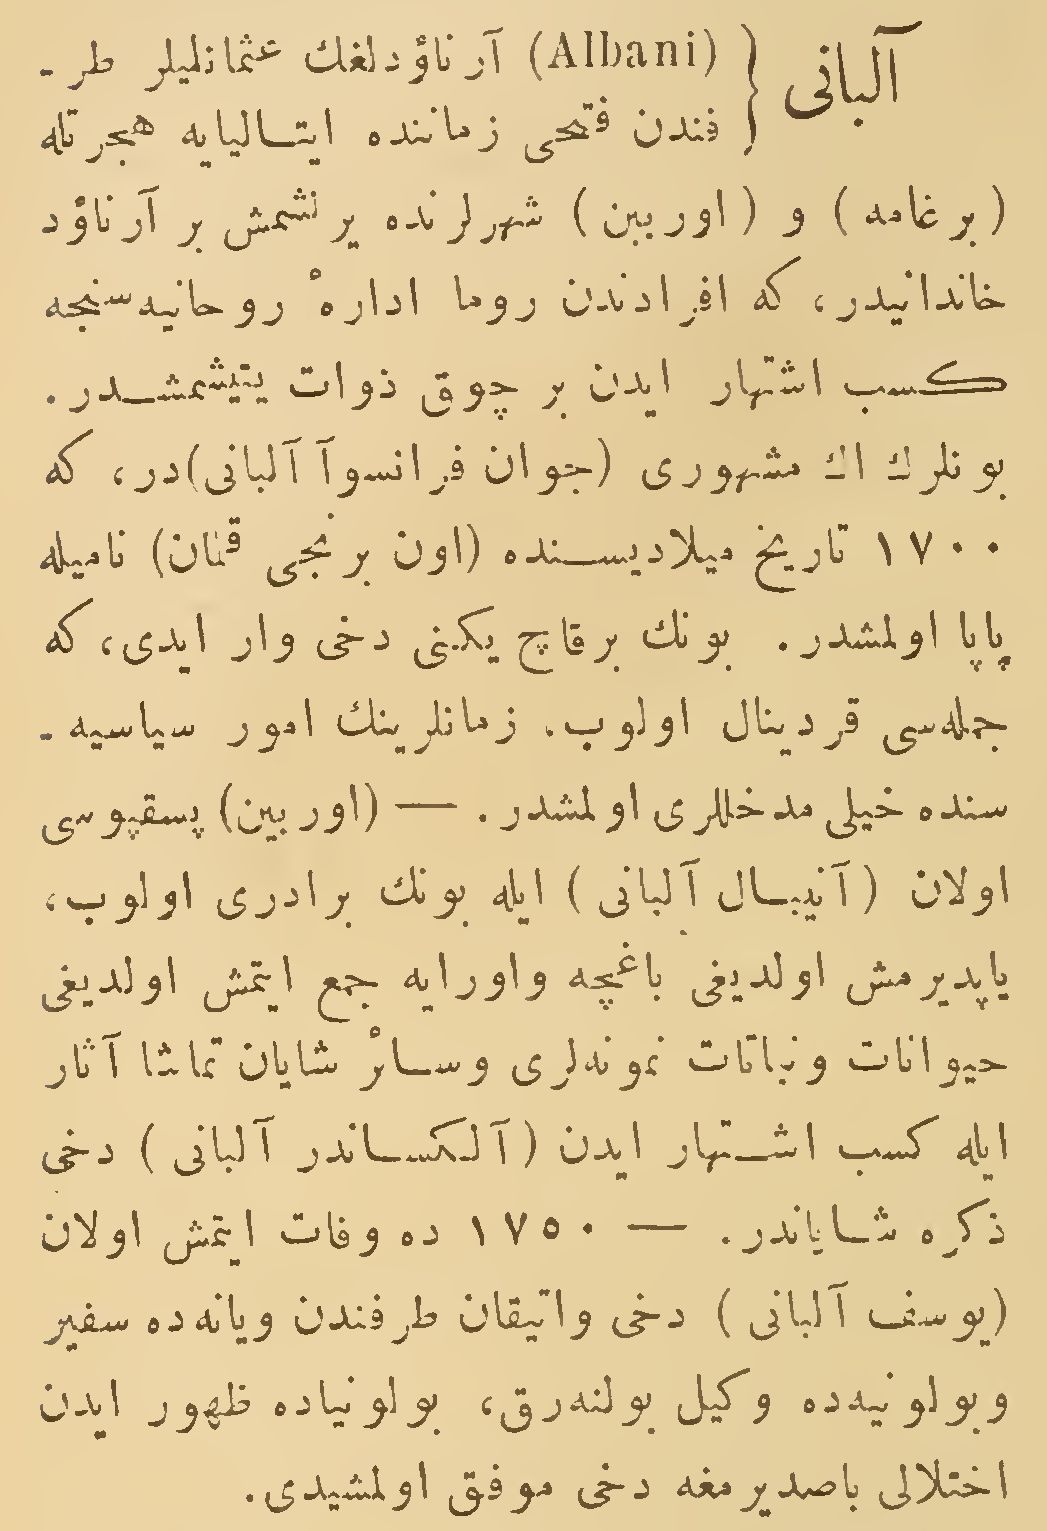 آلبانی { (Albani) آرناؤدلغك عثمانلیلر طر-
فندن فتحی زماننده ایتالیایه هجرتله
(برغامه) و (اوربین) شهرلرنده یرلشمش بر آرناؤد
خاندانیدر، كه افرادندن روما ادارهٔ روحانیه‌سنجه
كسب اشتهار ایدن بر چوق ذوات یتیشمشدر.
بونلرك اك مشهوری (جوان فرانسوآ آلبانی)در، كه
١٧٠٠ تاریخ میلادیسنده (اون برنجی قلمان) نامیله
پاپا اولمشدر. بونك برقاچ یكینی دخی وار ایدی، كه
جمله‌سی قردینال اولوب. زمانلرینك امور سیاسیه-
سنده خیلی مدخللری اولمشدر. — (اوربین) پسقپوسی
اولان (آنیبال آلبانی) ایله بونك برادری اولوب،
یاپدیرمش اولدیغی باغچه واورایه جمع ایتمش اولدیغی
حیوانات ونباتات نمونه‌لری وسائر شایان تماشا آثار
ایله كسب اشتهار ایدن (آلكساندر آلبانی) دخی
ذكره شایاندر. — ١٧٥٠ ده وفات ایتمش اولان
(یوسف آلبانی) دخی واتیقان طرفندن ویانه‌ده سفیر
وبولونیه‌ده وكیل بولنه‌رق، بولونیاده ظهور ایدن
اختلالی باصدیرمغه دخی موفق اولمشیدی.